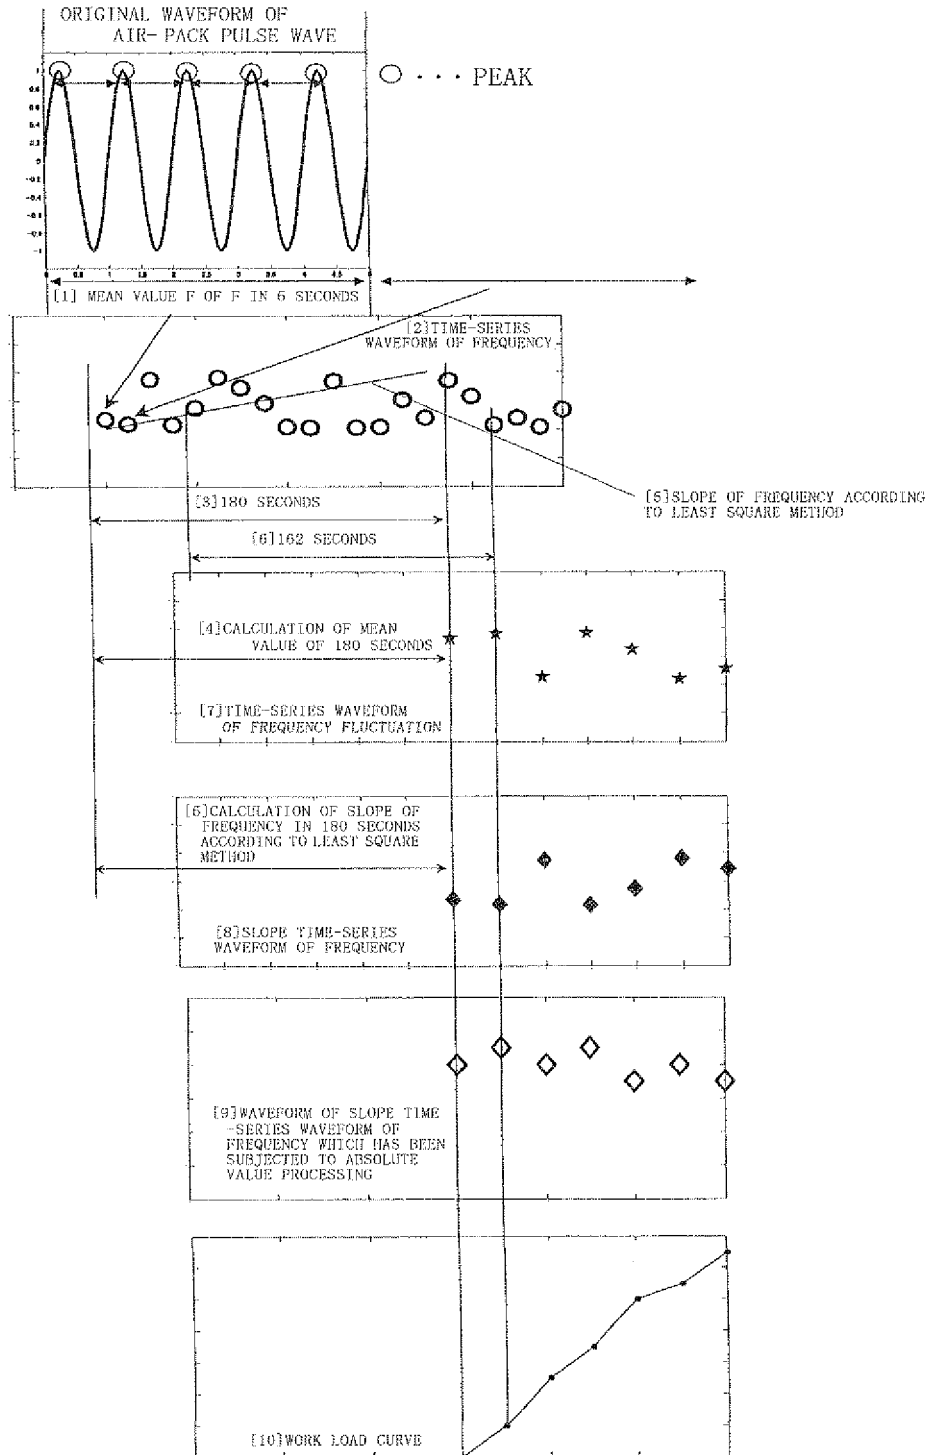 ORIGINAL WAVEFORM OF
AIR-PACK PULSE WAVE
○ ・・・ PEAK
[1] MEAN VALUE F OF F IN 6 SECONDS
[2]TIME-SERIES
WAVEFORM OF FREQUENCY
[3]180 SECONDS
[5]SLOPE OF FREQUENCY ACCORDING
TO LEAST SQUARE METHOD
[6]162 SECONDS
[4]CALCULATION OF MEAN
VALUE OF 180 SECONDS
[7]TIME-SERIES WAVEFORM
OF FREQUENCY FLUCTUATION
[5]CALCULATION OF SLOPE OF
FREQUENCY IN 180 SECONDS
ACCORDING TO LEAST SQUARE
METHOD
[8]SLOPE TIME-SERIES
WAVEFORM OF FREQUENCY
[9]WAVEFORM OF SLOPE TIME
-SERIES WAVEFORM OF
FREQUENCY WHICH HAS BEEN
SUBJECTED TO ABSOLUTE
VALUE PROCESSING
[10]WORK LOAD CURVE